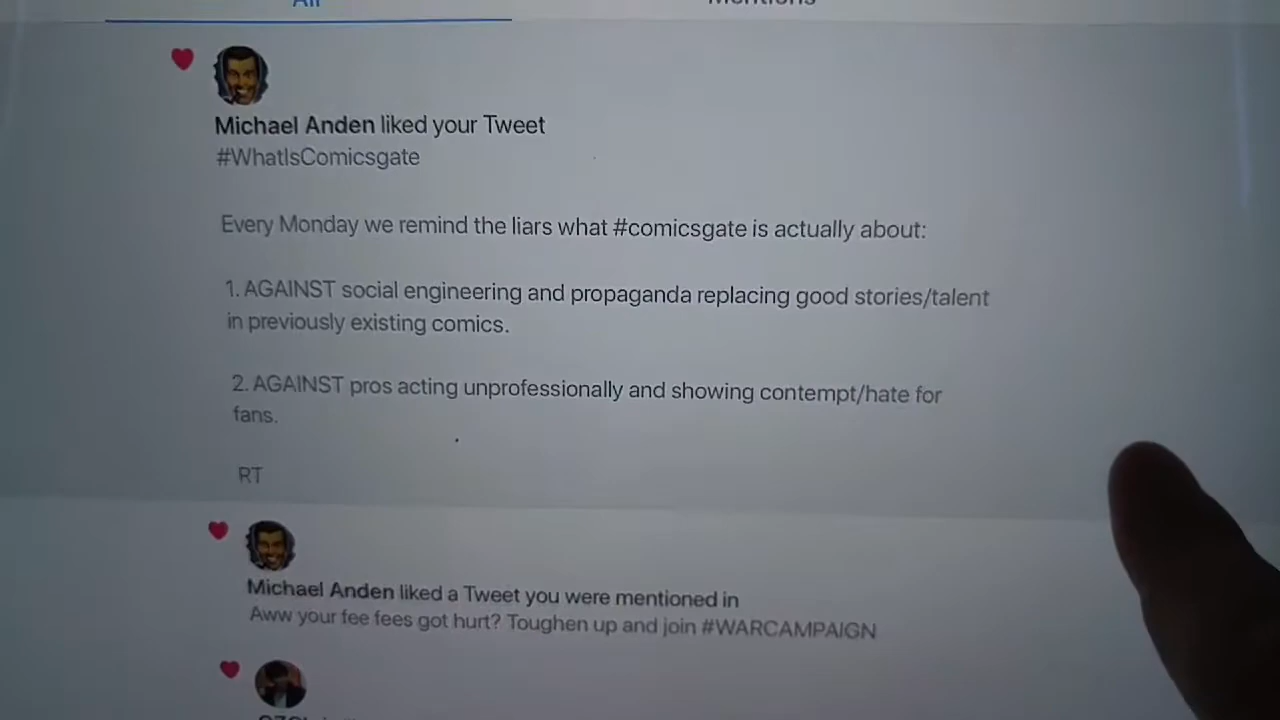 All
Mentions
Michael Anden liked your Tweet
#WhatIsComicsgate
Every Monday we remind the liars what #comicsgate is actually about:
1. AGAINST social engineering and propaganda replacing good stories/talent
in previously existing comics.
2. AGAINST pros acting unprofessionally and showing contempt/hate for
fans.
RT
Michael Anden liked a Tweet you were mentioned in
Aww your fee fees got hurt? Toughen up and join #WARCAMPAIGN